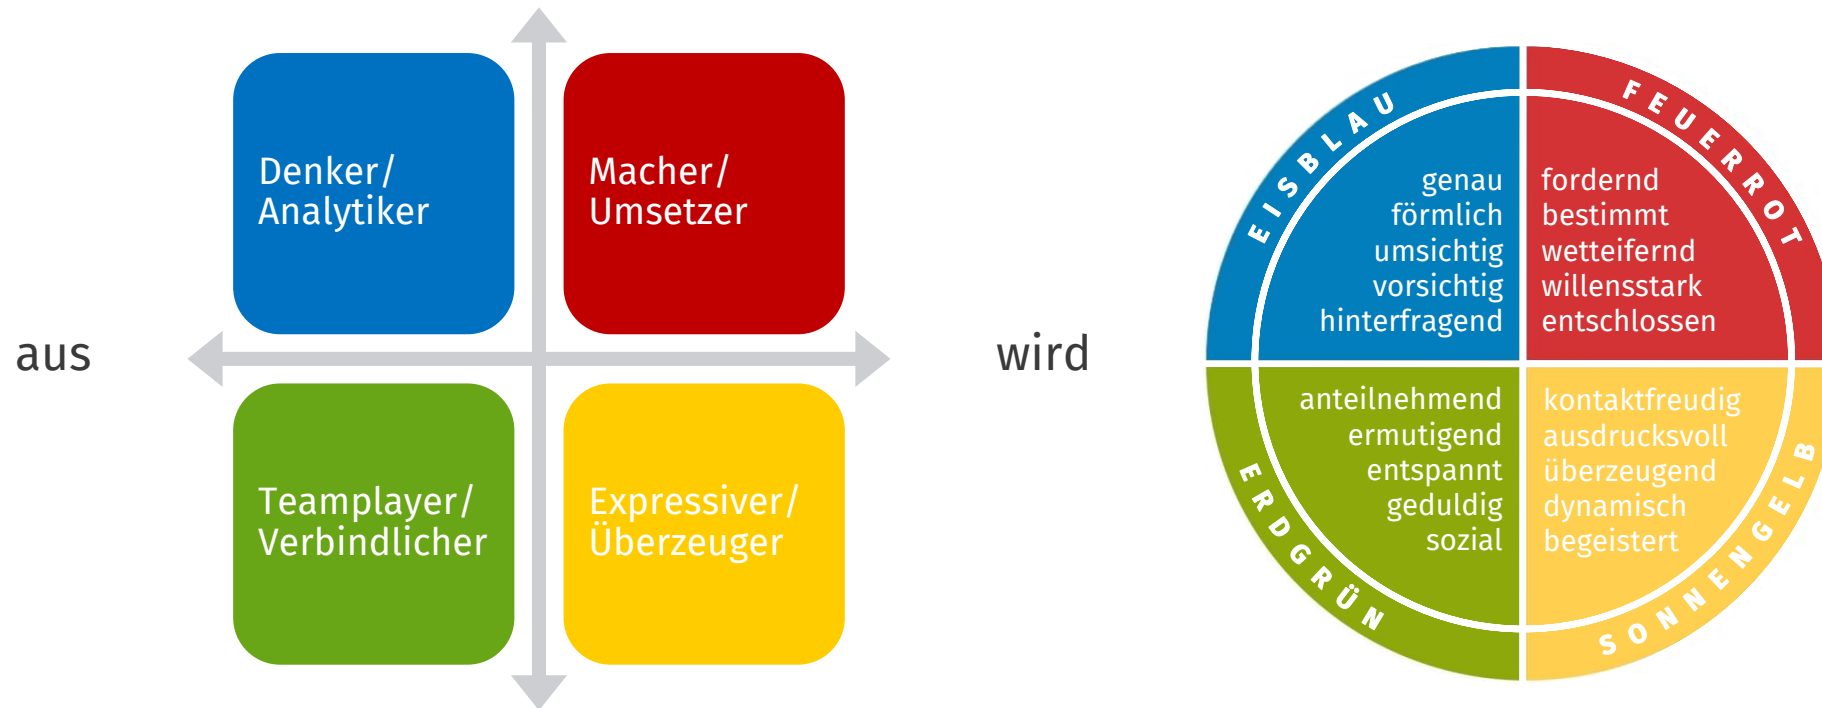 aus
Denker/
Analytiker
Macher/
Umsetzer
Teamplayer/
Verbindlicher
Expressiver/
Überzeuger
wird
EISBLAU
genau
förmlich
umsichtig
vorsichtig
hinterfragend
FEUERROT
fordernd
bestimmt
wetteifernd
willensstark
entschlossen
ERDGRÜN
anteilnehmend
ermutigend
entspannt
geduldig
sozial
kontaktfreudig
ausdrucksvoll
überzeugend
dynamisch
begeistert
SONNENGELB